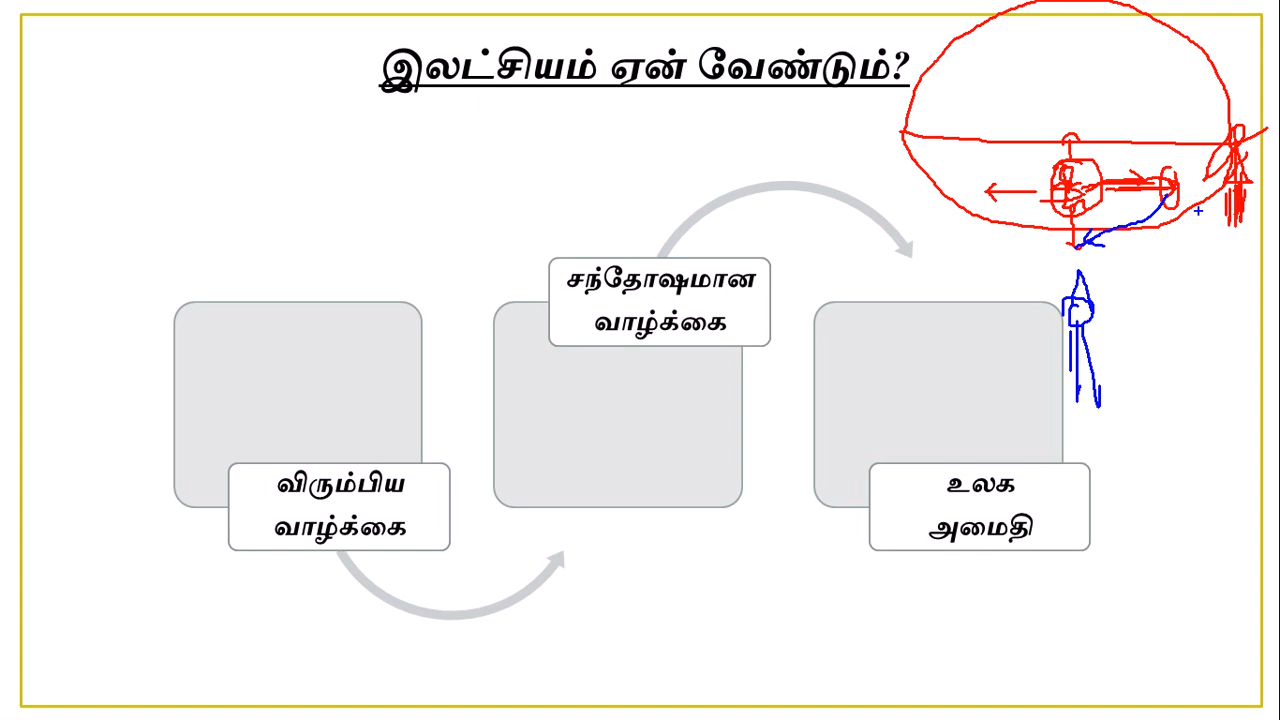 இலட்சியம் ஏன் வேண்டும்?
சந்தோஷமான
வாழ்க்கை
விரும்பிய
வாழ்க்கை
உலக
அமைதி